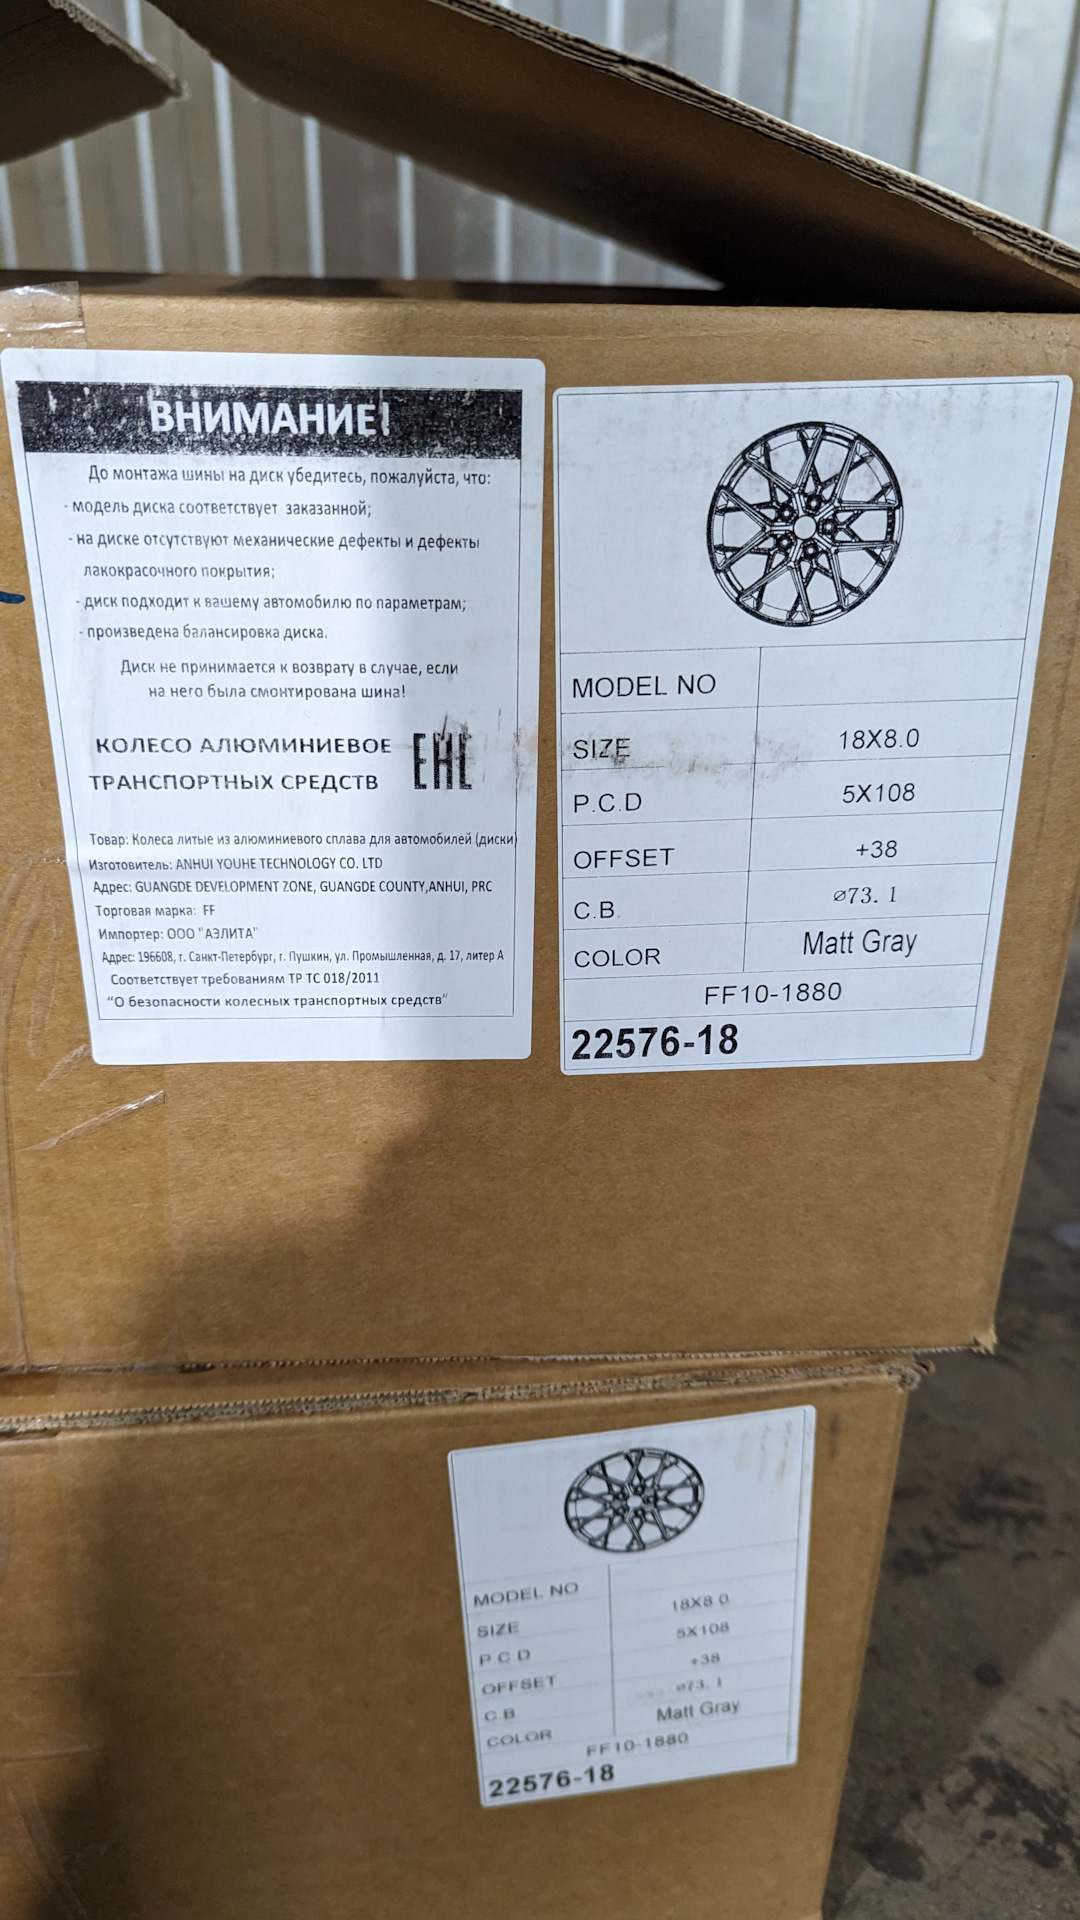 ВНИМАНИЕ!
До монтажа шины на диск убедитесь, пожалуйста, что:
- модель диска соответствует заказанной;
- на диске отсутствуют механические дефекты и дефекты
лакокрасочного покрытия;
- диск подходит к вашему автомобилю по параметрам;
- произведена балансировка диска.
Диск не принимается к возврату в случае, если
на него была смонтирована шина!
КОЛЕСО АЛЮМИНИЕВОЕ
ТРАНСПОРТНЫХ СРЕДСТВ
EAC
Товар: Колеса литые из алюминиевого сплава для автомобилей (диски)
Изготовитель: ANHUI YOUHE TECHNOLOGY CO. LTD
Адрес: GUANGDE DEVELOPMENT ZONE, GUANGDE COUNTY,ANHUI, PRC
Торговая марка: FF
Импортер: ООО "АЭЛИТА"
Адрес: 196608, г. Санкт-Петербург, г. Пушкин, ул. Промышленная, д. 17, литер А
Соответствует требованиям ТР ТС 018/2011
"О безопасности колесных транспортных средств"
MODEL NO
SIZE 18X8.0
P.C.D 5X108
OFFSET +38
C.B. ⌀73. 1
COLOR Matt Gray
FF10-1880
22576-18
MODEL NO
SIZE 18X8.0
P.C.D 5X108
OFFSET +38
C.B ⌀73. 1
COLOR Matt Gray
FF10-1880
22576-18